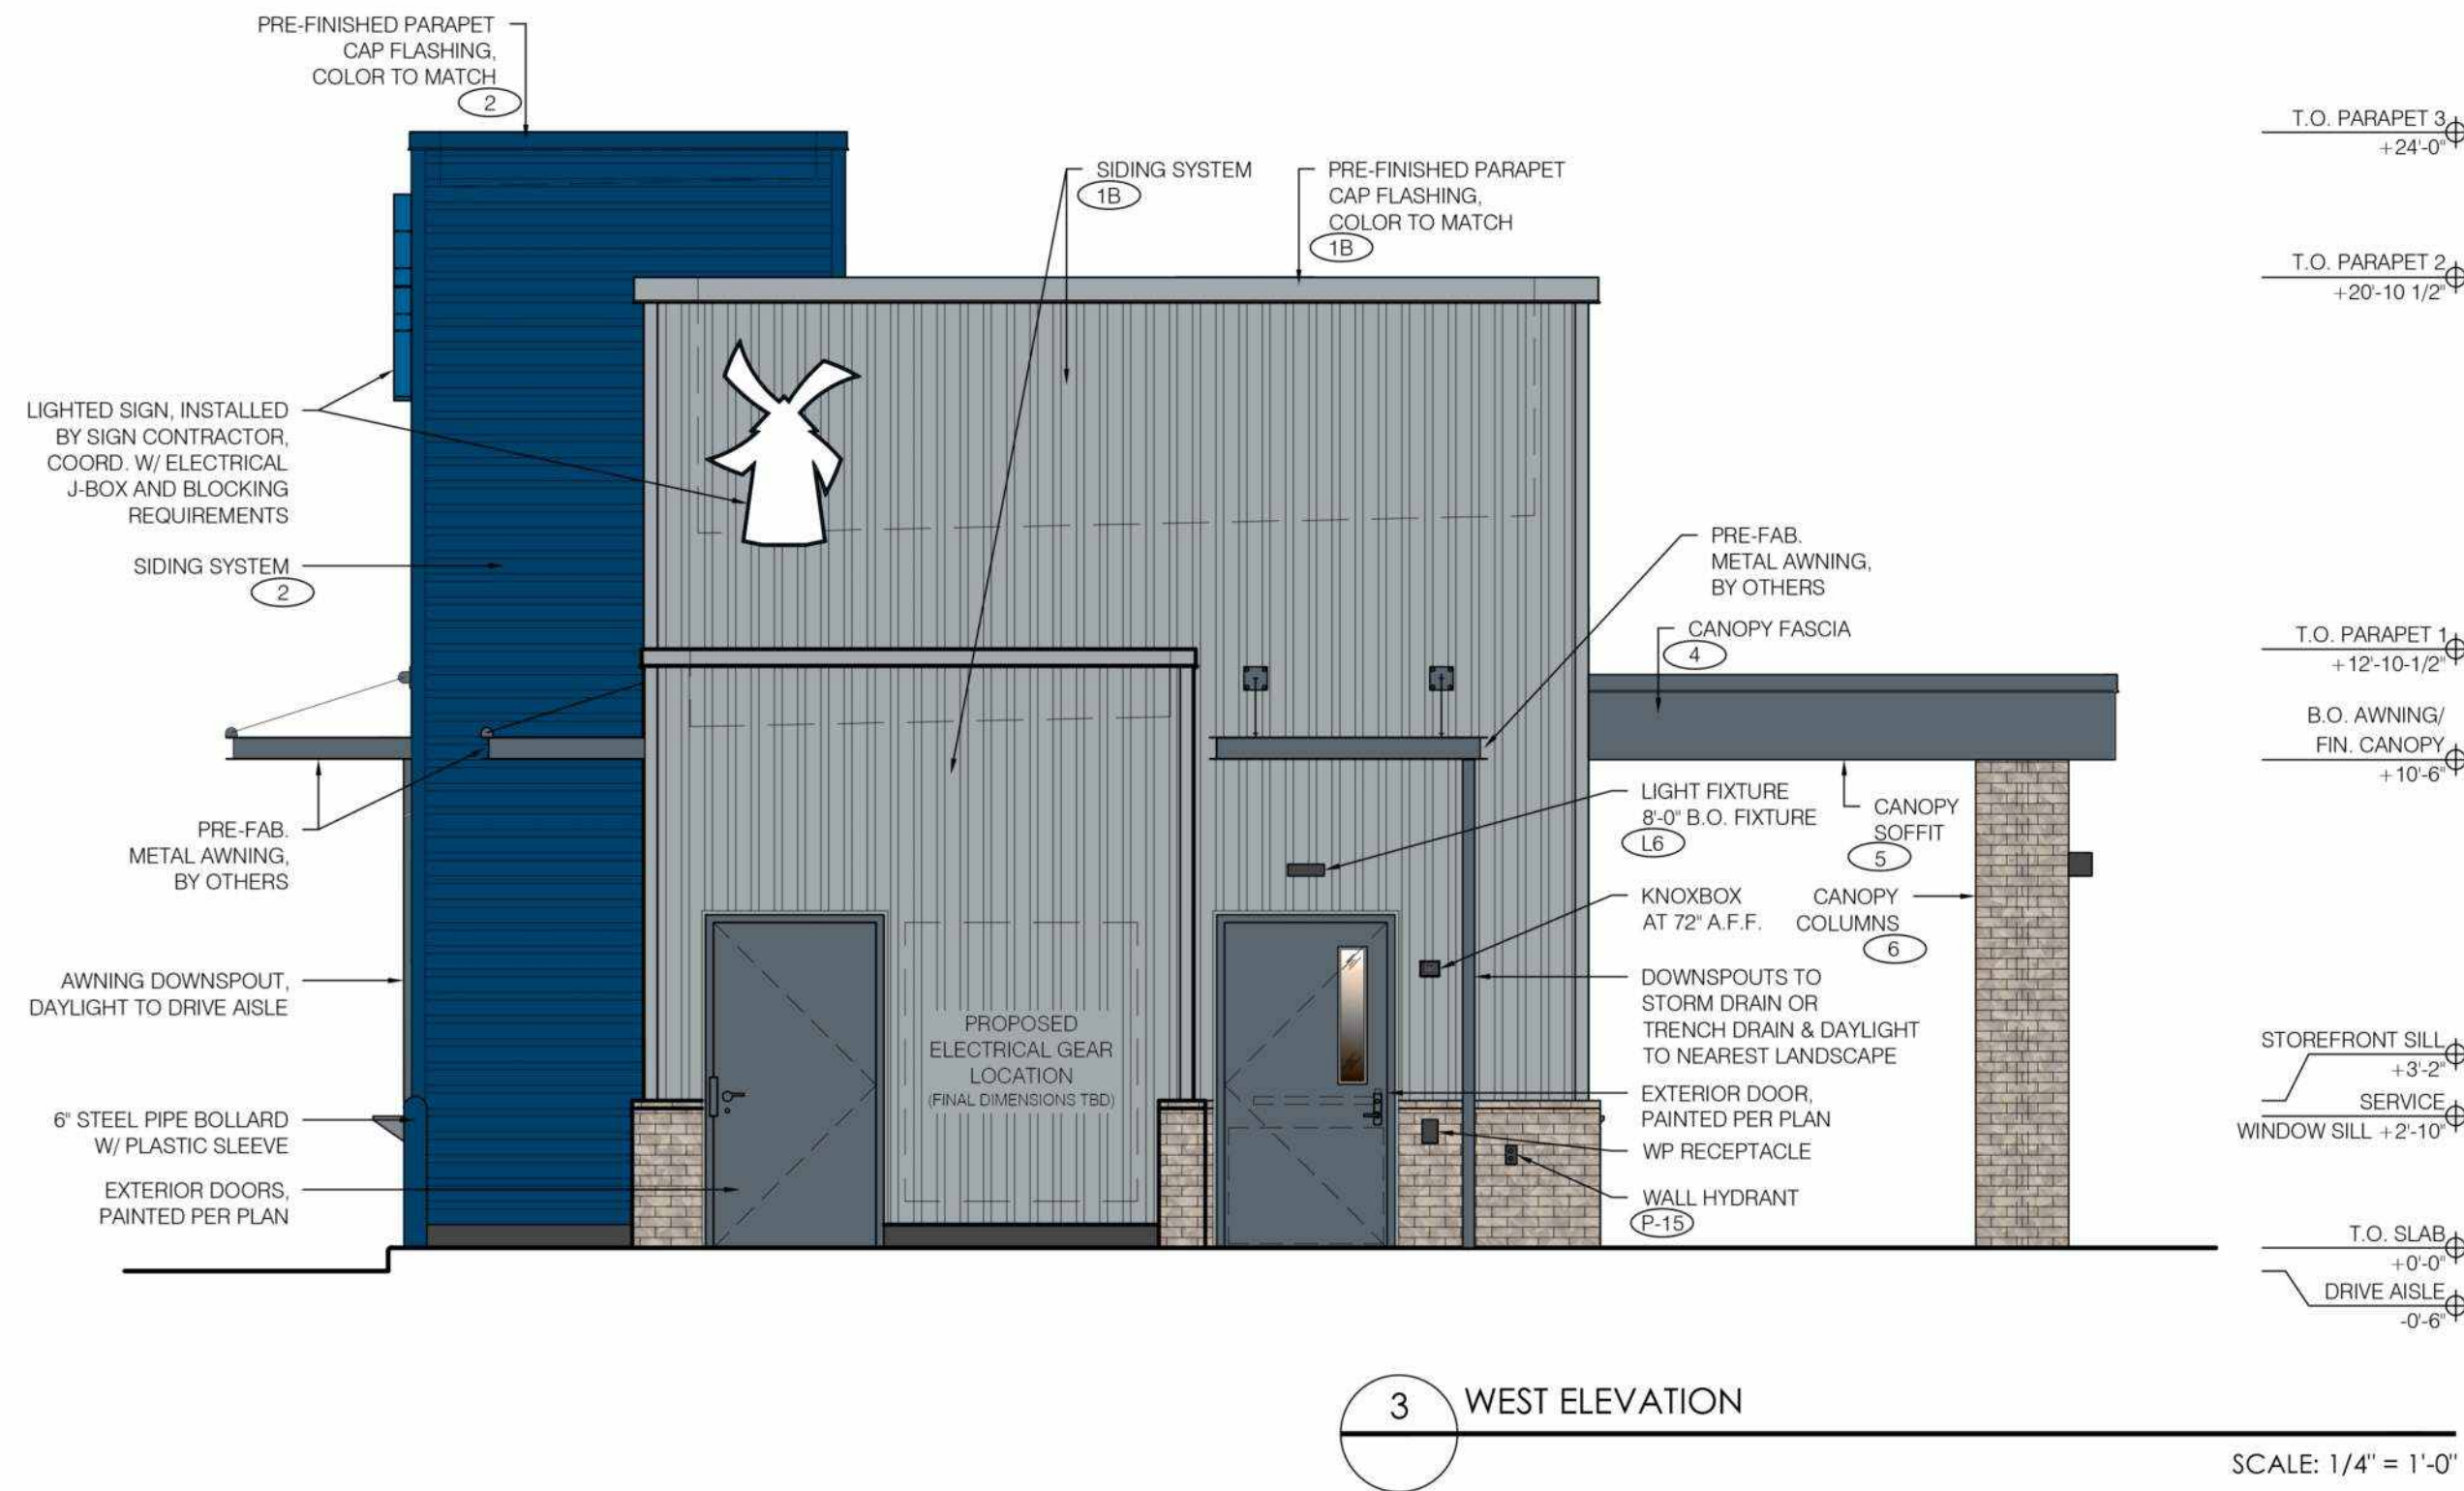 PRE-FINISHED PARAPET
CAP FLASHING,
COLOR TO MATCH
2
SIDING SYSTEM
1B
PRE-FINISHED PARAPET
CAP FLASHING,
COLOR TO MATCH
1B
LIGHTED SIGN, INSTALLED
BY SIGN CONTRACTOR,
COORD. W/ ELECTRICAL
J-BOX AND BLOCKING
REQUIREMENTS
SIDING SYSTEM
2
PRE-FAB.
METAL AWNING,
BY OTHERS
AWNING DOWNSPOUT,
DAYLIGHT TO DRIVE AISLE
6" STEEL PIPE BOLLARD
W/ PLASTIC SLEEVE
EXTERIOR DOORS,
PAINTED PER PLAN
PROPOSED
ELECTRICAL GEAR
LOCATION
(FINAL DIMENSIONS TBD)
PRE-FAB.
METAL AWNING,
BY OTHERS
CANOPY FASCIA
4
LIGHT FIXTURE
8'-0" B.O. FIXTURE
L6
CANOPY
SOFFIT
5
KNOXBOX
AT 72" A.F.F.
CANOPY
COLUMNS
6
DOWNSPOUTS TO
STORM DRAIN OR
TRENCH DRAIN & DAYLIGHT
TO NEAREST LANDSCAPE
EXTERIOR DOOR,
PAINTED PER PLAN
WP RECEPTACLE
WALL HYDRANT
P-15
T.O. PARAPET 3
+24'-0"
T.O. PARAPET 2
+20'-10 1/2"
T.O. PARAPET 1
+12'-10-1/2"
B.O. AWNING/
FIN. CANOPY
+10'-6"
STOREFRONT SILL
+3'-2"
SERVICE
WINDOW SILL +2'-10"
T.O. SLAB
+0'-0"
DRIVE AISLE
-0'-6"
3
WEST ELEVATION
SCALE: 1/4" = 1'-0"